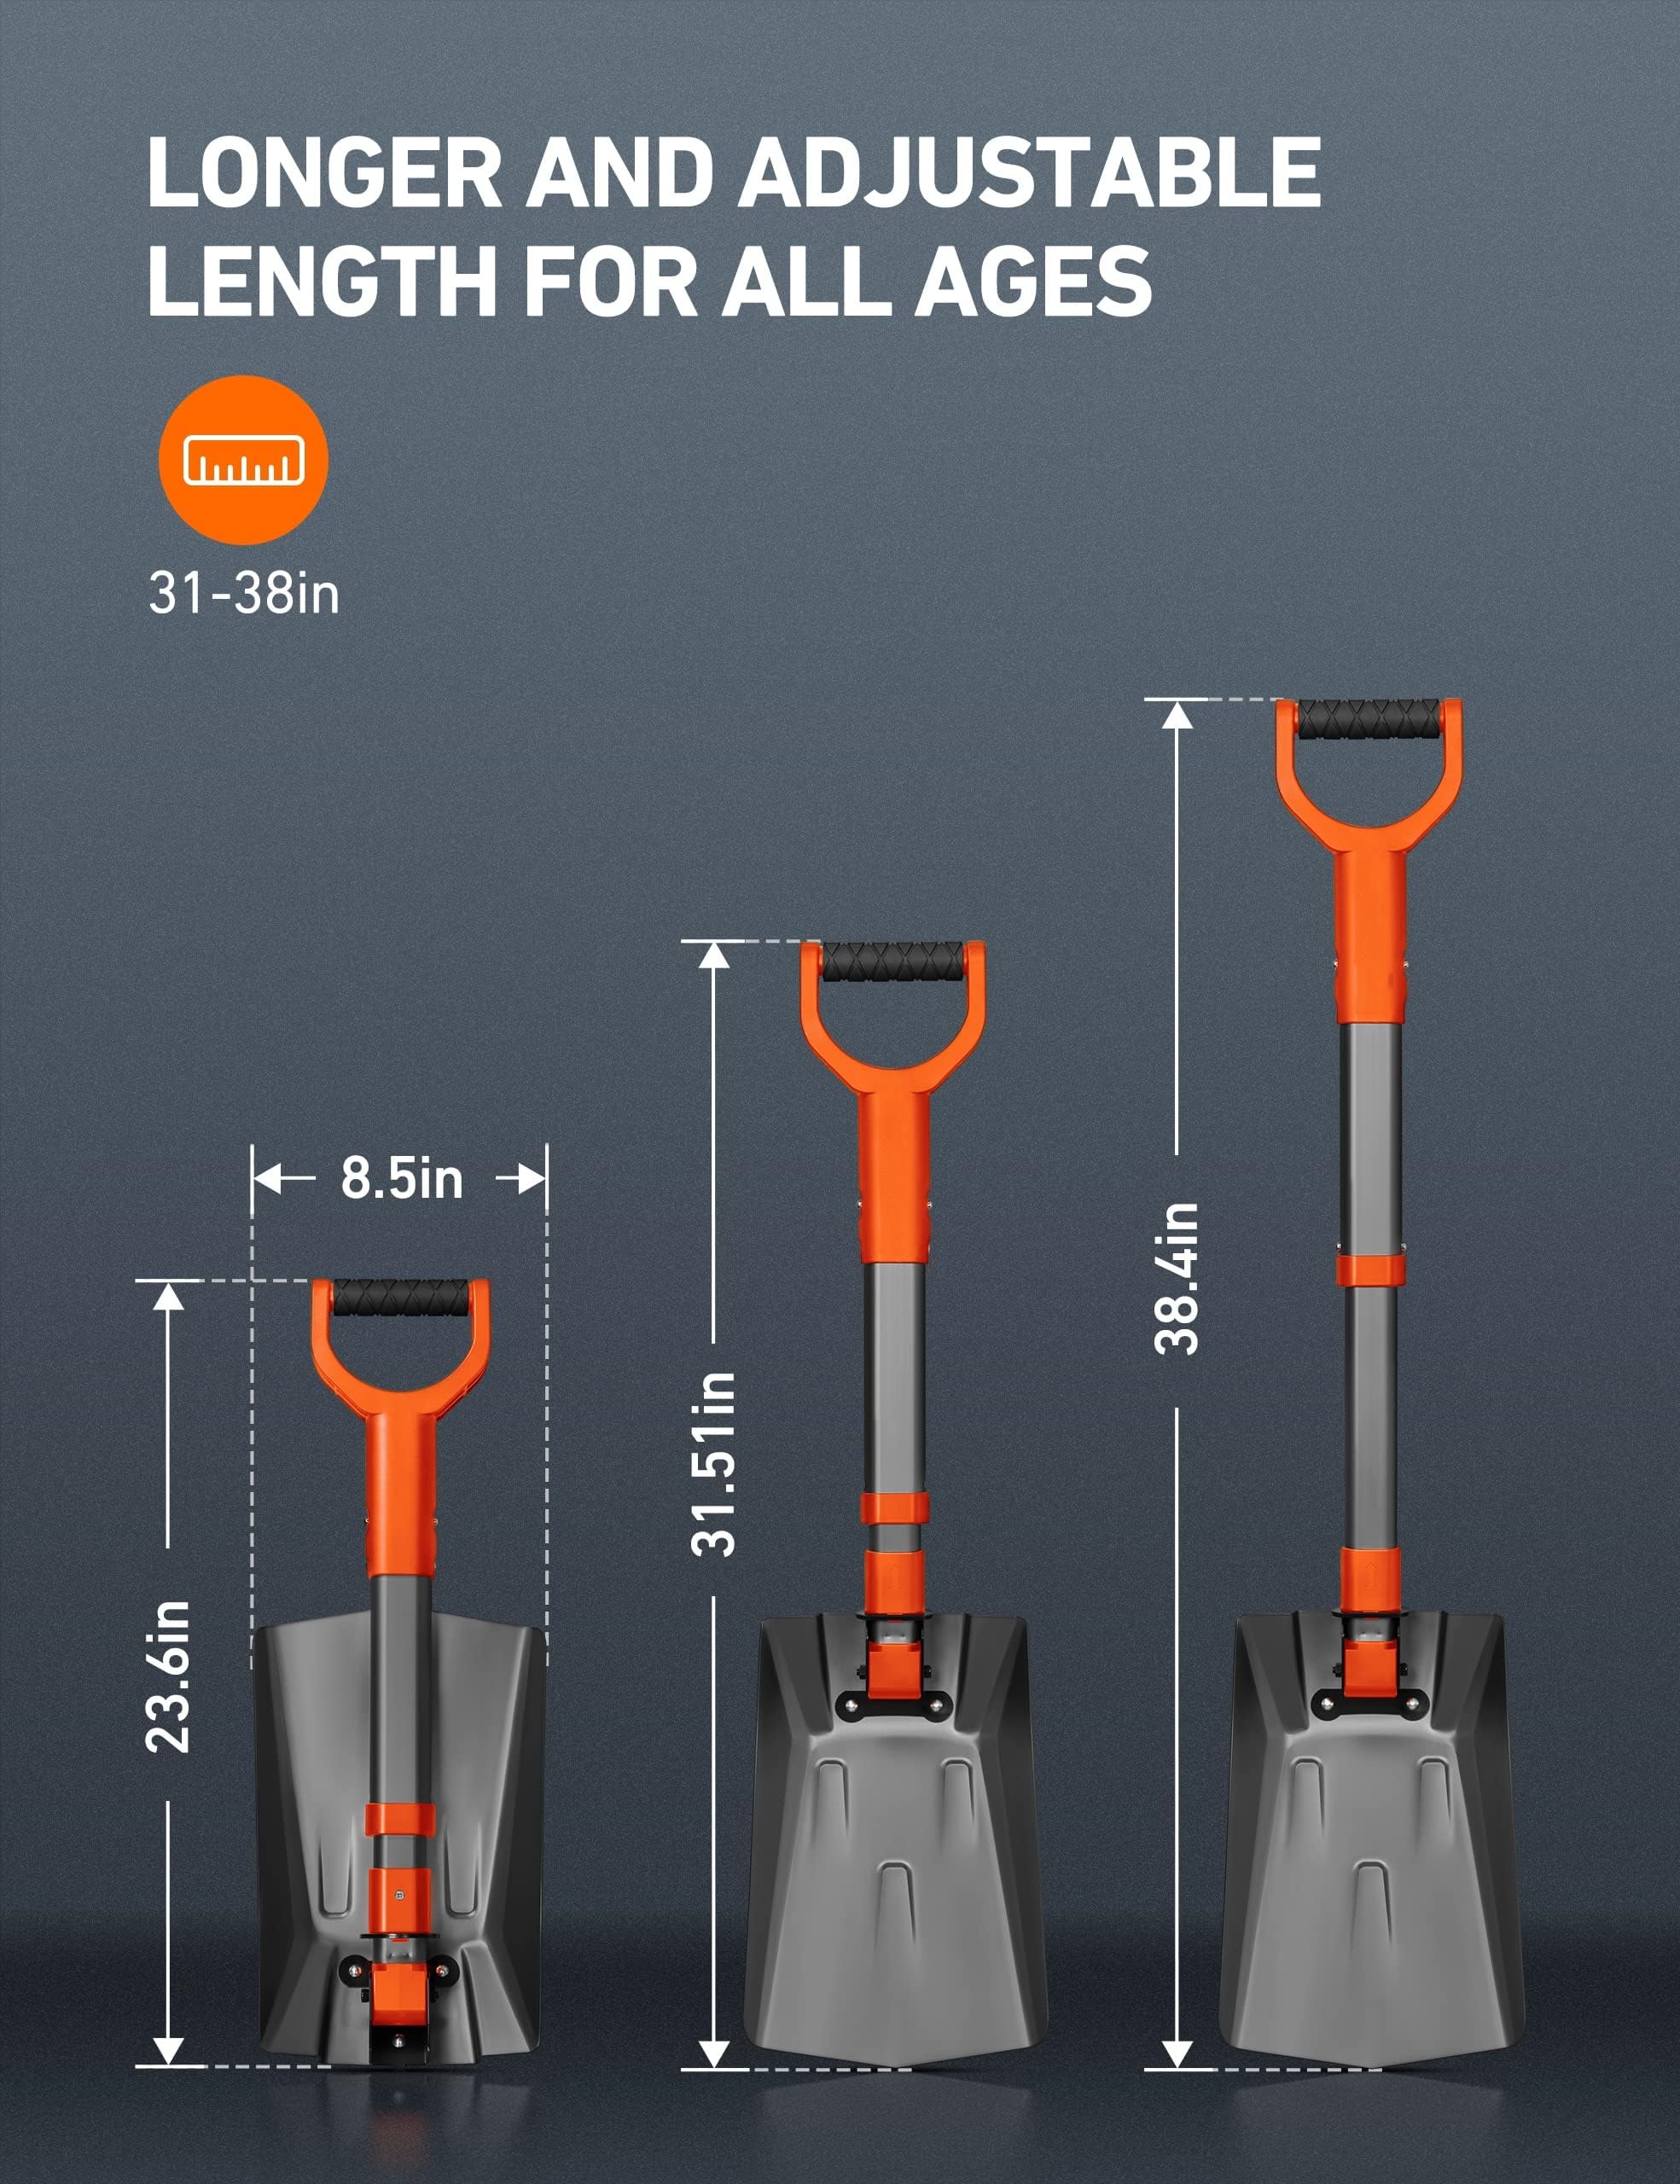 LONGER AND ADJUSTABLE
LENGTH FOR ALL AGES
31-38in
8.5in
23.6in
31.51in
38.4in